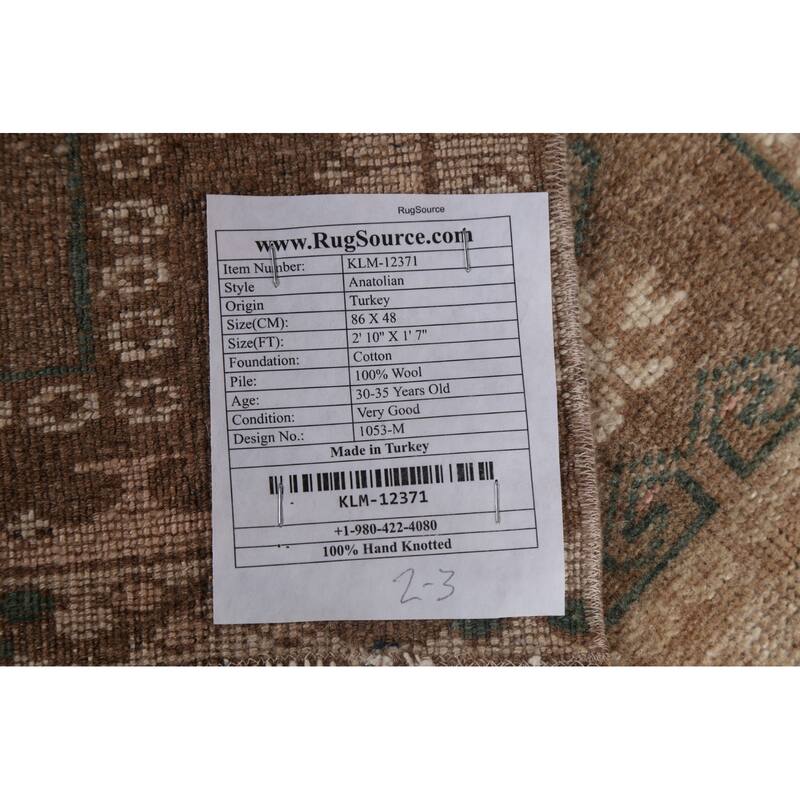 RugSource
www.RugSource.com
Item Number: KLM-12371
Style Anatolian
Origin Turkey
Size(CM): 86 X 48
Size(FT): 2' 10" X 1' 7"
Foundation: Cotton
Pile: 100% Wool
Age: 30-35 Years Old
Condition: Very Good
Design No.: 1053-M
Made in Turkey
KLM-12371
+1-980-422-4080
100% Hand Knotted
2-3